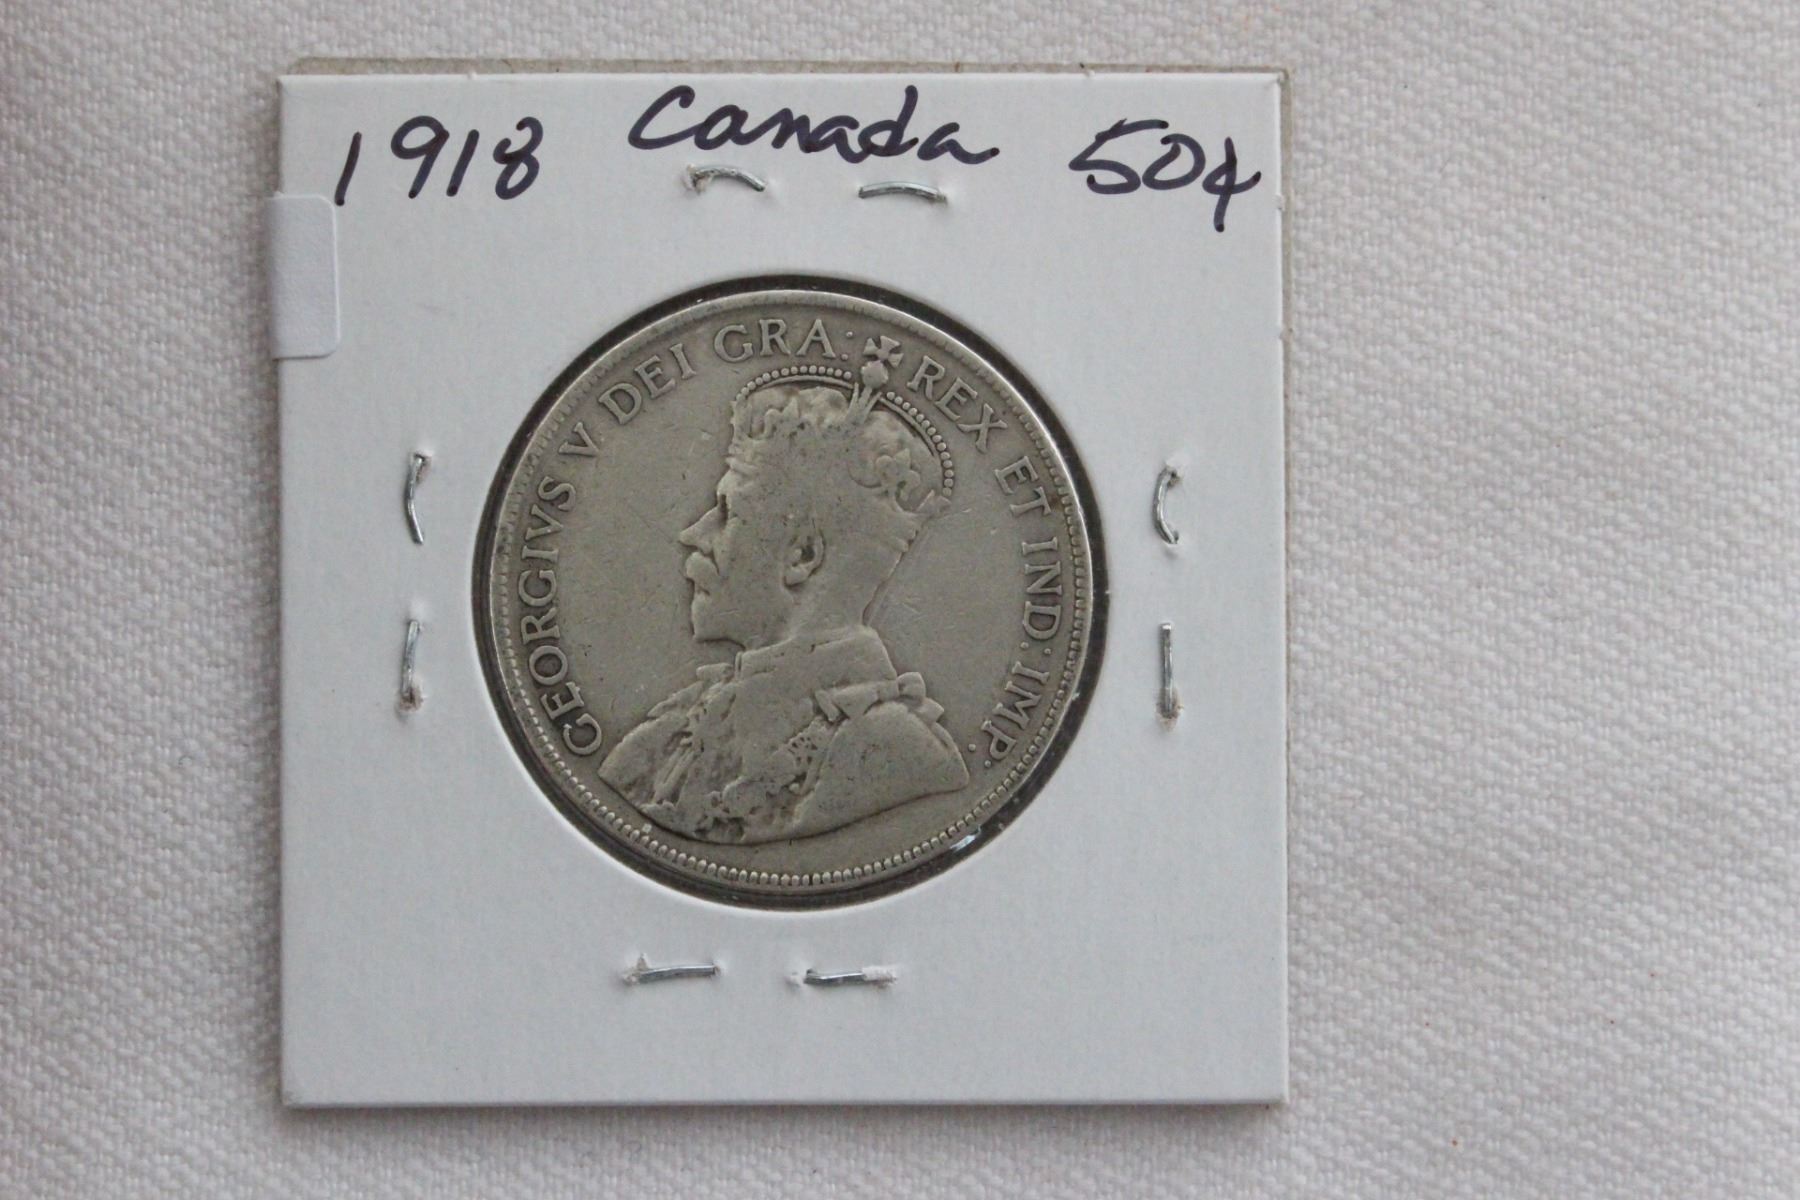 1918 Canada 50¢
GEORGIVS V DEI GRA: REX ET IND: IMP.